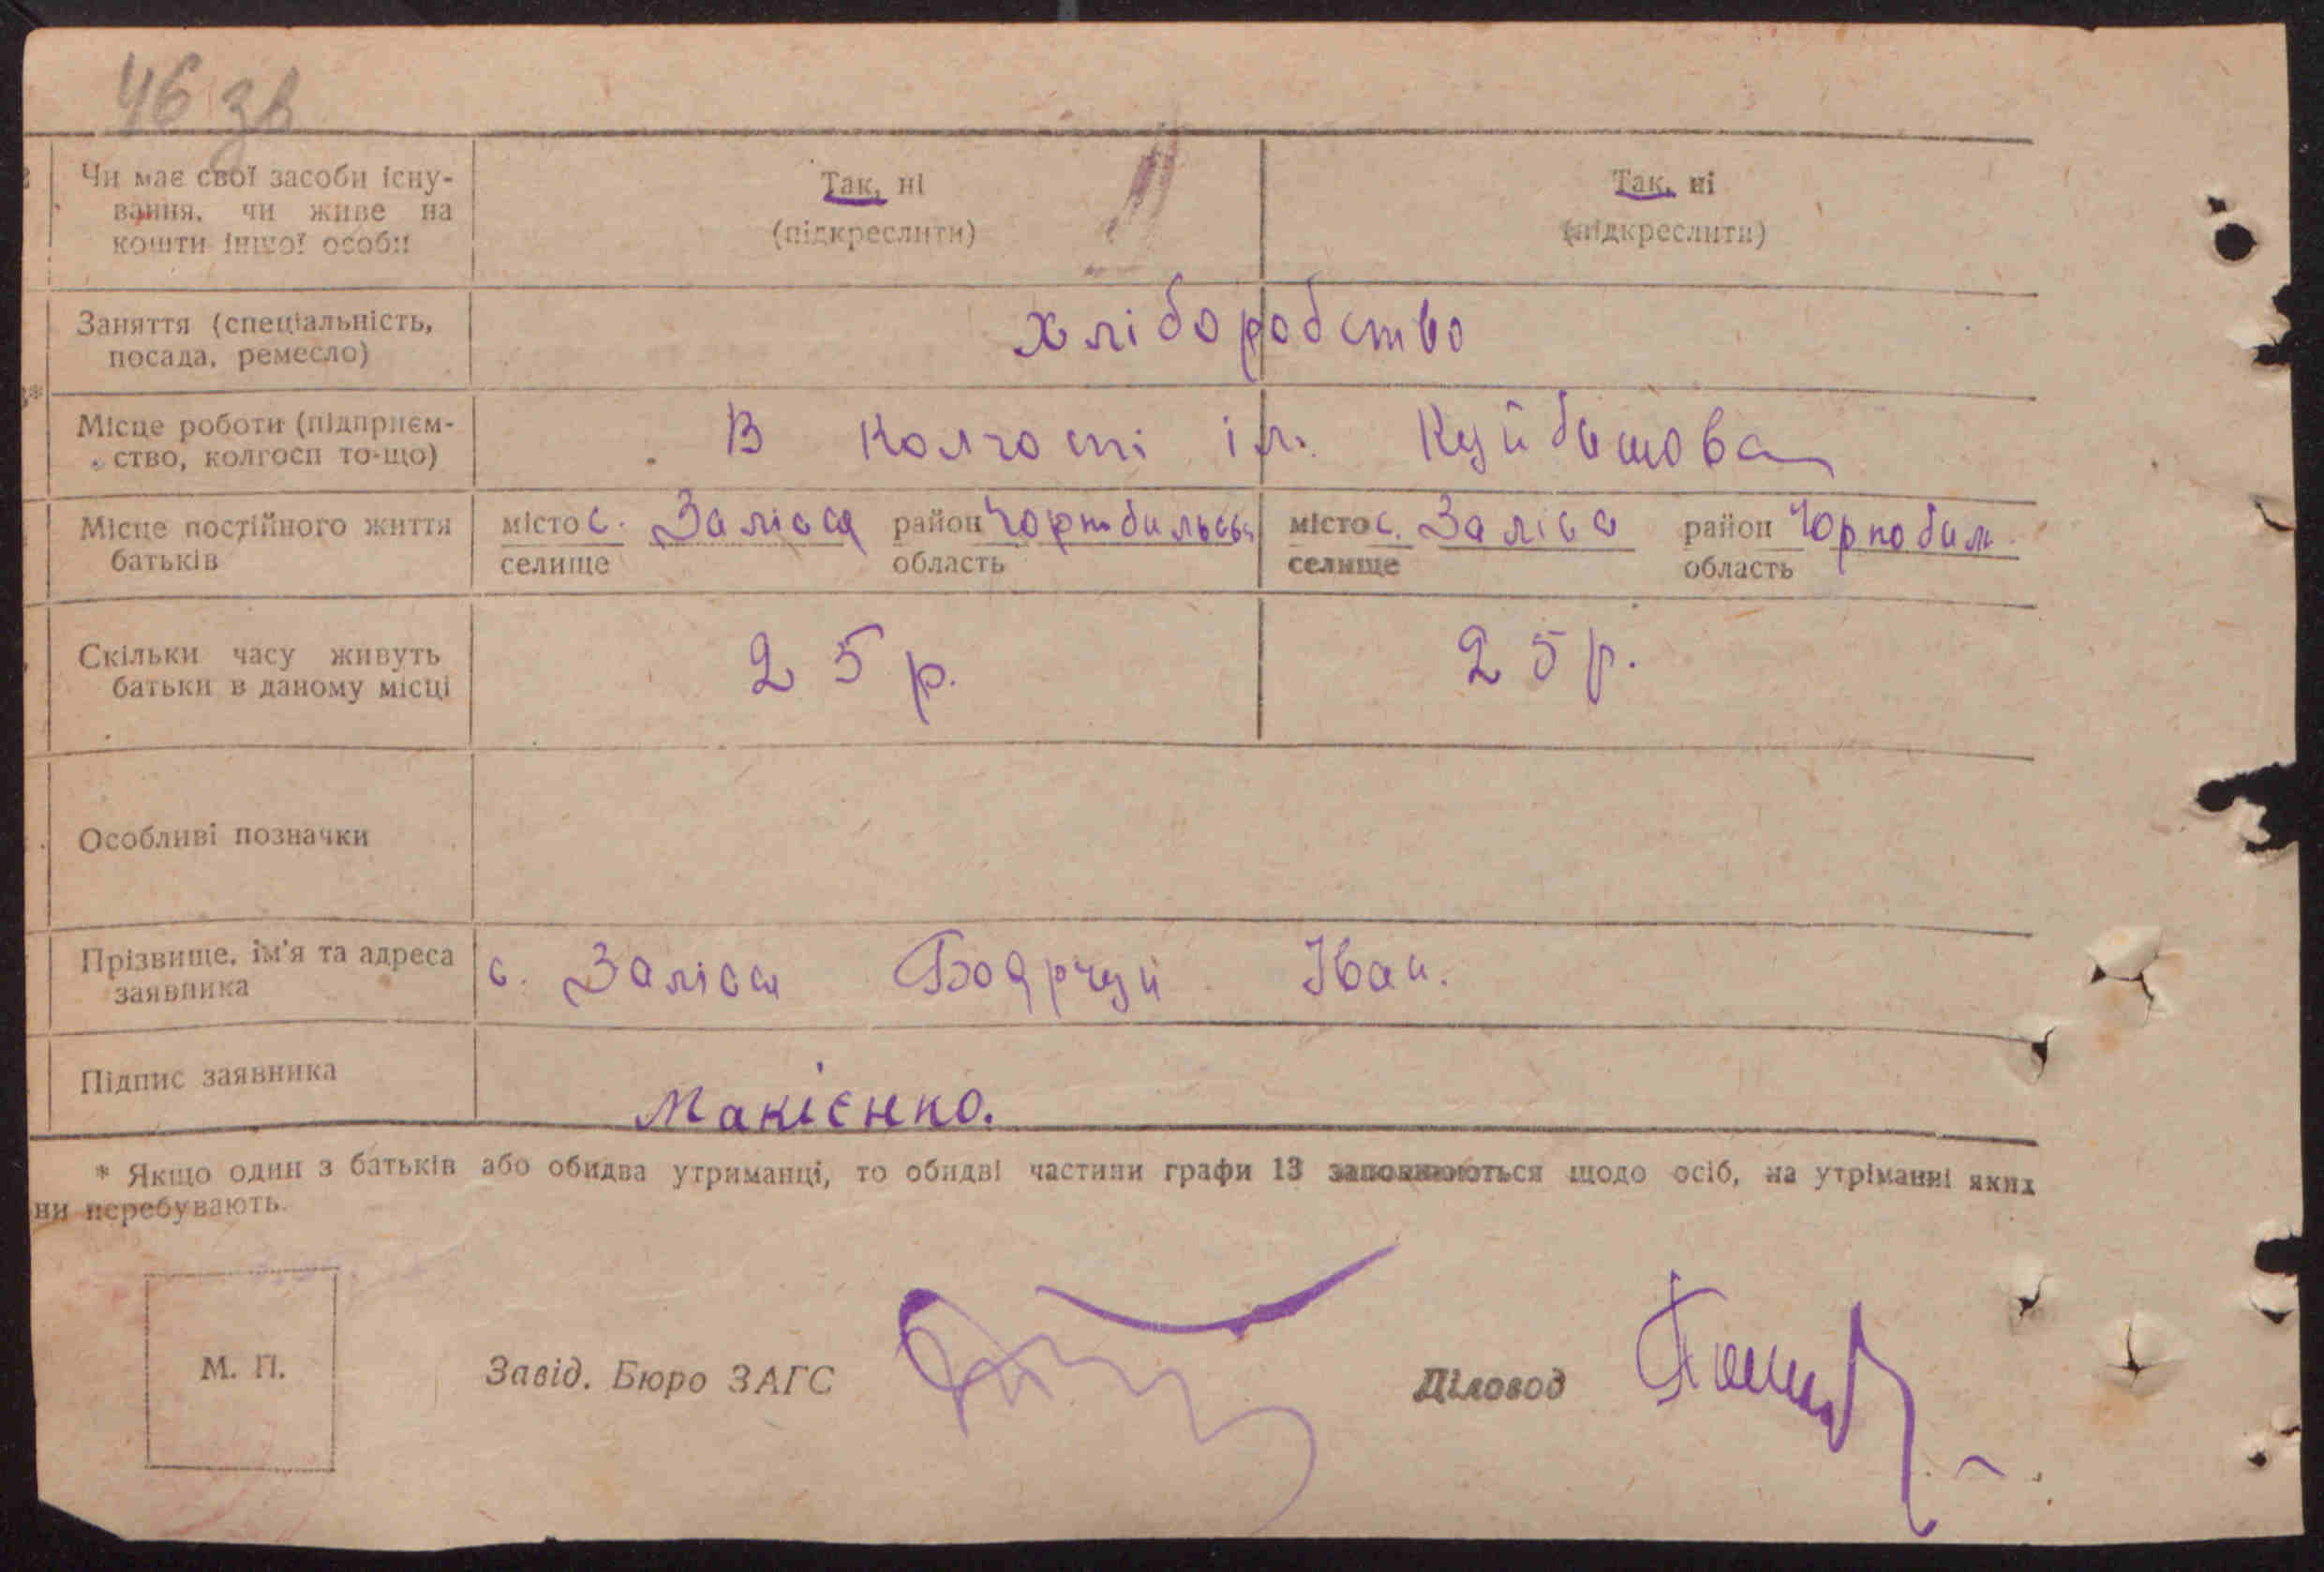 46 зв
Чи має свої засоби існу-
вання, чи живе на
кошти іншої особи
Так, ні
(підкреслити)
Так, ні
(підкреслити)
Заняття (спеціальність,
посада, ремесло)
хліборобство
Місце роботи (підприєм-
ство, колгосп то-що)
В колгоспі ім. Куйбишова
Місце постійного життя
батьків
місто с. Заліса район Чорнобильськ
селище область
місто с. Заліса район Чорнобил.
селище область
Скільки часу живуть
батьки в даному місці
25 р.
25 р.
Особливі позначки
Прізвище, ім'я та адреса
заявника
с. Заліса Боярчук Іван.
Підпис заявника
Макієнко.
* Якщо один з батьків або обидва утриманці, то обидві частини графи 13 заповнюються щодо осіб, на утріманні яких
ни перебувають.
М. П.
Завід. Бюро ЗАГС
Діловод